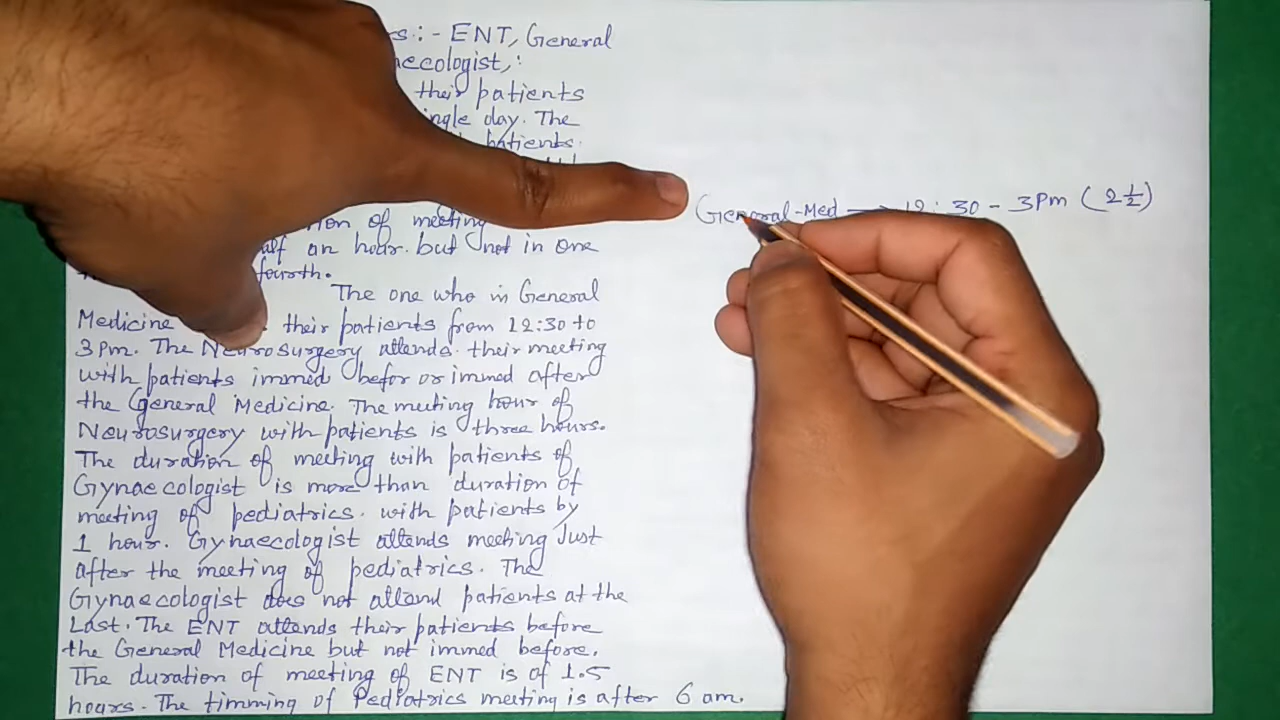 s:- ENT, General
aecologist,:
their patients
ingle day. The
patients.
of meeting
alf an hour. but not in one
fourth.
The one who in General
Medicine their patients from 12:30 to
3pm. The Neurosurgery attends. their meeting
with patients immed befor or immed after
the General Medicine. The meeting hour of
Neurosurgery with patients is three hours.
The duration of meeting with patients of
Gynaecologist is more than duration of
meeting of pediatrics. with patients by
1 hour. Gynaecologist attends meeting Just
after the meeting of pediatrics. The
Gynaecologist does not attend patients at the
Last. The ENT attends their patients before
the General Medicine but not immed before.
The duration of meeting of ENT is of 1.5
hours. The timming of Pediatrics meeting is after 6 am.
General-Med → 12:30 - 3Pm (2 1/2)